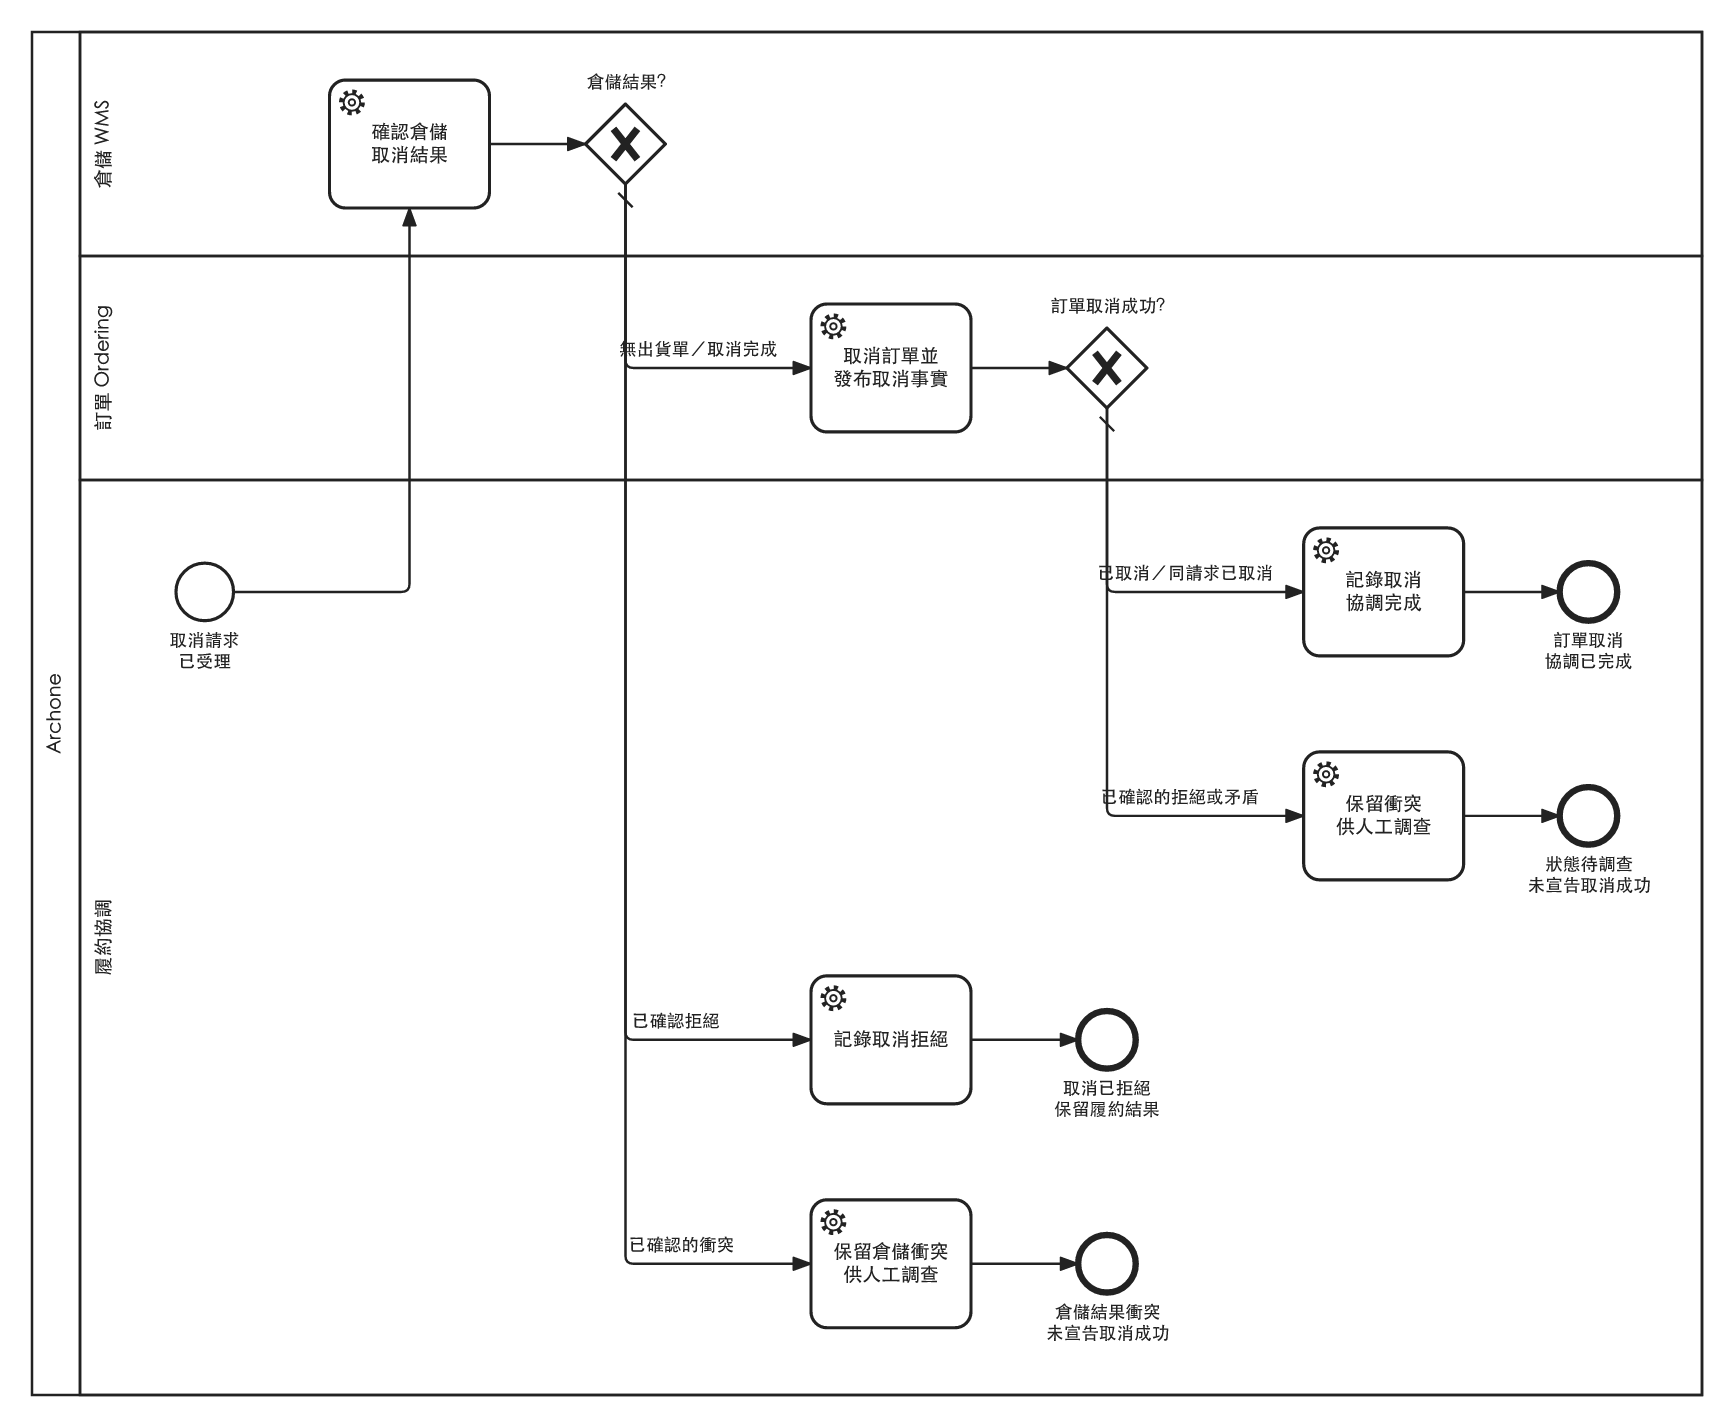 Archone
倉儲 WMS
確認倉儲
取消結果
倉儲結果?
訂單 Ordering
無出貨單／取消完成
取消訂單並
發布取消事實
訂單取消成功?
履約協調
取消請求
已受理
已取消／同請求已取消
記錄取消
協調完成
訂單取消
協調已完成
已確認的拒絕或矛盾
保留衝突
供人工調查
狀態待調查
未宣告取消成功
已確認拒絕
記錄取消拒絕
取消已拒絕
保留履約結果
已確認的衝突
保留倉儲衝突
供人工調查
倉儲結果衝突
未宣告取消成功